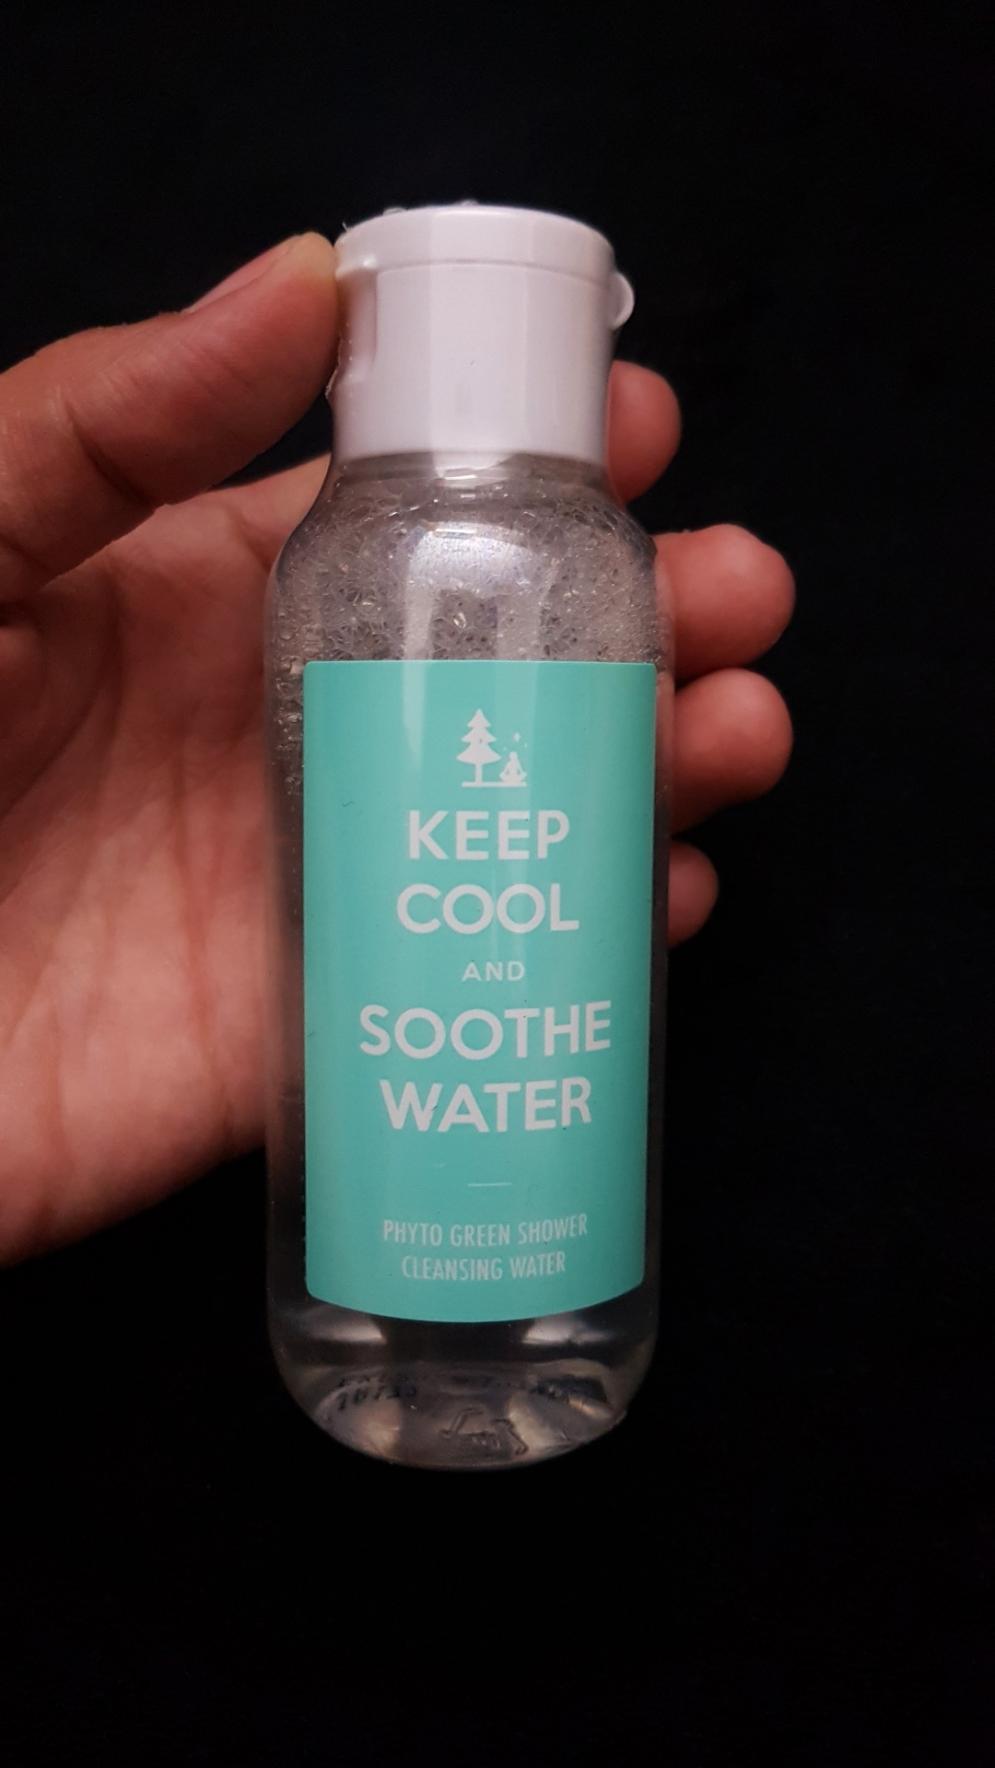 KEEP
COOL
AND
SOOTHE
WATER
PHYTO GREEN SHOWER
CLEANSING WATER